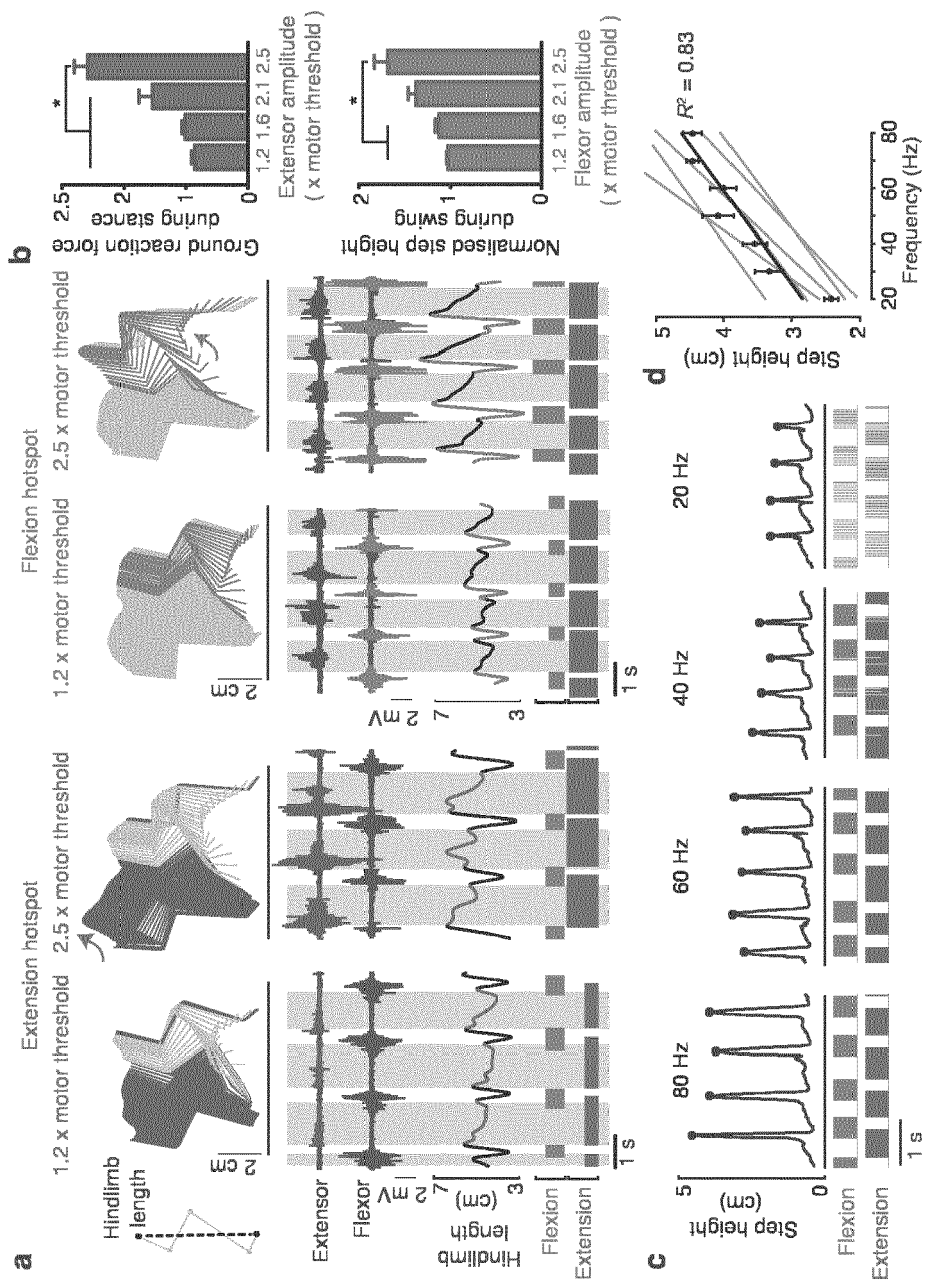 a
Hindlimb
length
Extension hotspot
1.2 x motor threshold
2.5 x motor threshold
Flexion hotspot
1.2 x motor threshold
2.5 x motor threshold
2 cm
2 cm
Extensor
Flexor
2 mV
2 mV
Hindlimb
length
(cm)
7
3
7
3
Flexion
Extension
1 s
1 s
b
Ground reaction force
during stance
2.5
2
1
0
*
1.2 1.6 2.1 2.5
Extensor amplitude
( x motor threshold )
Normalised step height
during swing
2
1
0
*
1.2 1.6 2.1 2.5
Flexor amplitude
( x motor threshold )
c
80 Hz
60 Hz
40 Hz
20 Hz
Step height
(cm)
5
0
Flexion
Extension
1 s
d
Step height (cm)
5
4
3
2
R² = 0.83
20 40 60 80
Frequency (Hz)